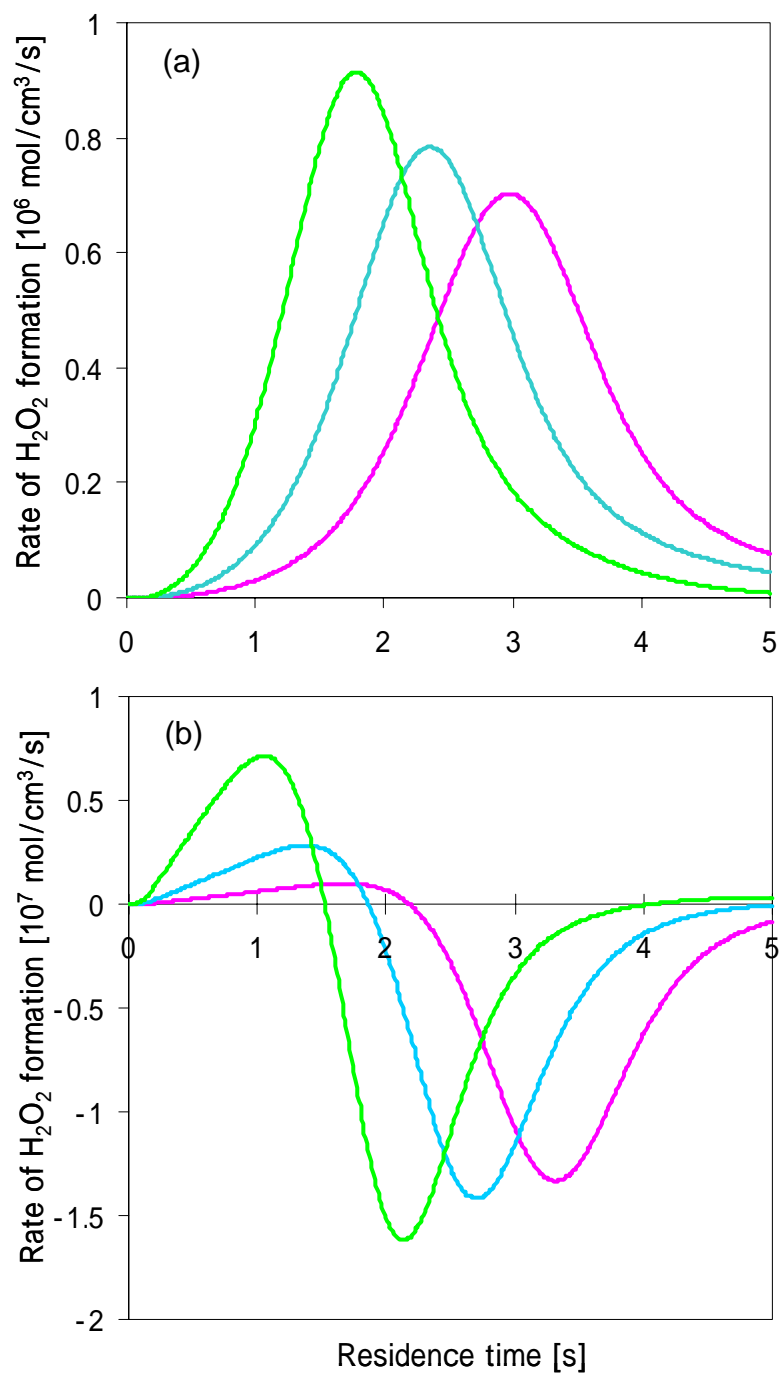 (a)
Rate of H₂O₂ formation [10⁶ mol/cm³/s]
1
0.8
0.6
0.4
0.2
0
0 1 2 3 4 5
(b)
Rate of H₂O₂ formation [10⁷ mol/cm³/s]
1
0.5
0
-0.5
-1
-1.5
-2
0 1 2 3 4 5
Residence time [s]